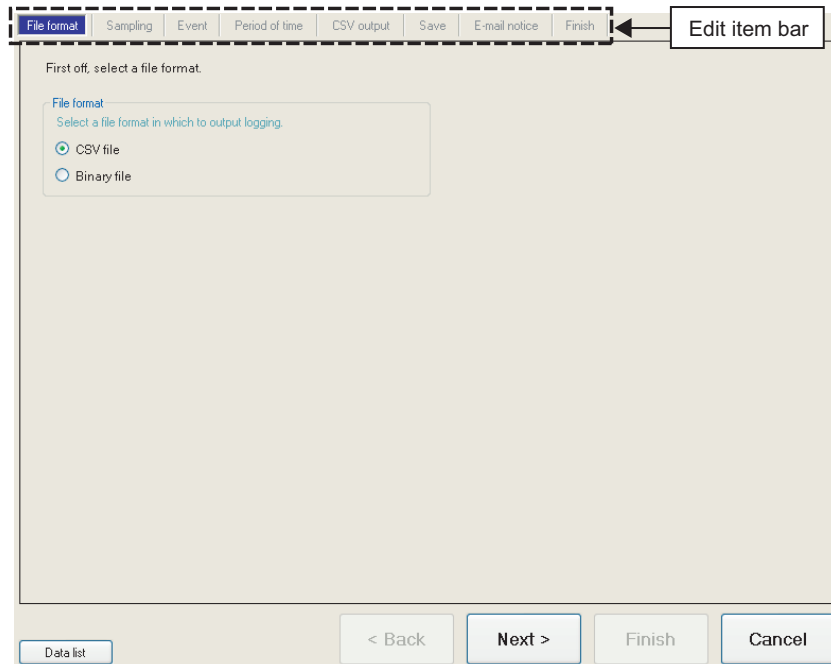 File format Sampling Event Period of time CSV output Save E-mail notice Finish Edit item bar
First off, select a file format.
File format
Select a file format in which to output logging.
CSV file
Binary file
< Back Next > Finish Cancel
Data list